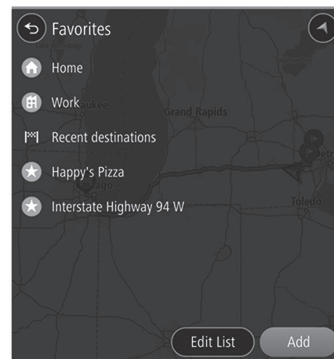 Favorites
Home
Work
Grand Rapids
Recent destinations
Happy's Pizza
Interstate Highway 94 W
Toledo
Edit List
Add